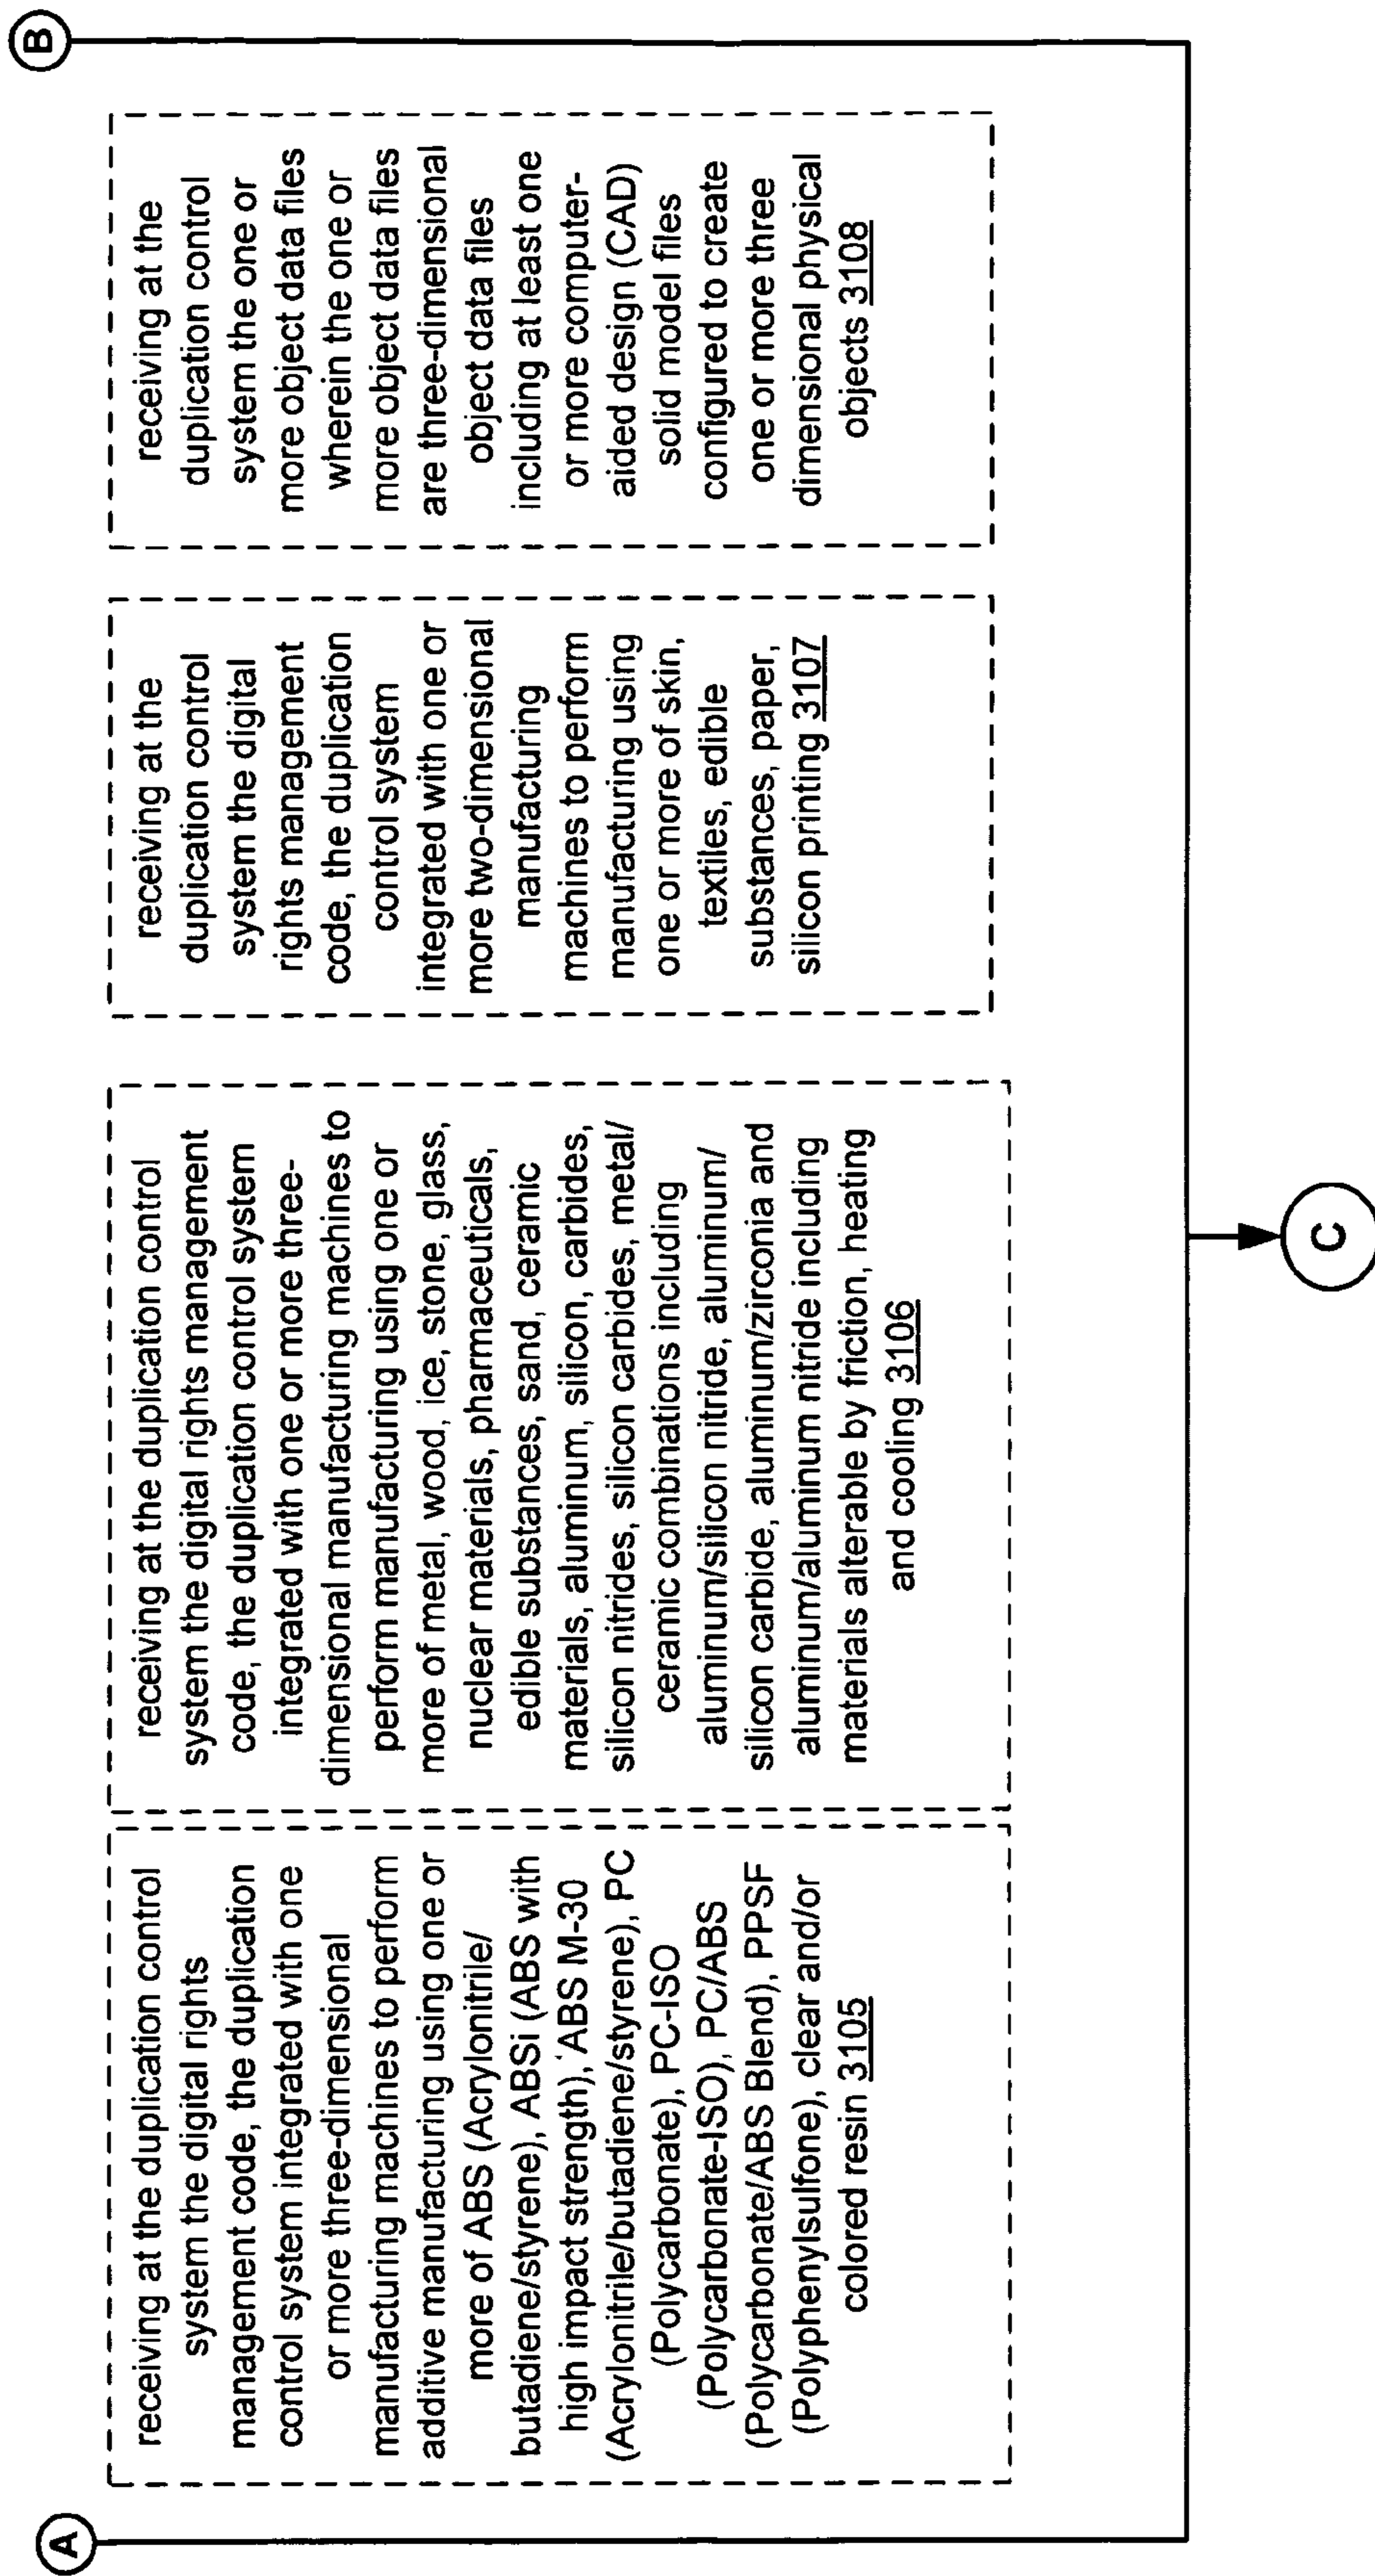 A
B
receiving at the duplication control
system the digital rights
management code, the duplication
control system integrated with one
or more three-dimensional
manufacturing machines to perform
additive manufacturing using one or
more of ABS (Acrylonitrile/
butadiene/styrene), ABSi (ABS with
high impact strength), ABS M-30
(Acrylonitrile/butadiene/styrene), PC
(Polycarbonate), PC-ISO
(Polycarbonate-ISO), PC/ABS
(Polycarbonate/ABS Blend), PPSF
(Polyphenylsulfone), clear and/or
colored resin 3105
receiving at the duplication control
system the digital rights management
code, the duplication control system
integrated with one or more three-
dimensional manufacturing machines to
perform manufacturing using one or
more of metal, wood, ice, stone, glass,
nuclear materials, pharmaceuticals,
edible substances, sand, ceramic
materials, aluminum, silicon, carbides,
silicon nitrides, silicon carbides, metal/
ceramic combinations including
aluminum/silicon nitride, aluminum/
silicon carbide, aluminum/zirconia and
aluminum/aluminum nitride including
materials alterable by friction, heating
and cooling 3106
receiving at the
duplication control
system the digital
rights management
code, the duplication
control system
integrated with one or
more two-dimensional
manufacturing
machines to perform
manufacturing using
one or more of skin,
textiles, edible
substances, paper,
silicon printing 3107
receiving at the
duplication control
system the one or
more object data files
wherein the one or
more object data files
are three-dimensional
object data files
including at least one
or more computer-
aided design (CAD)
solid model files
configured to create
one or more three
dimensional physical
objects 3108
C